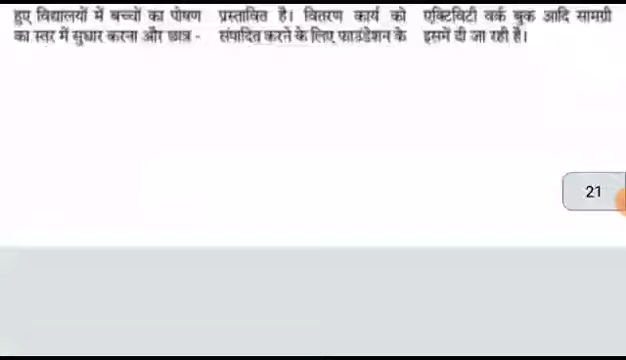 हुए विद्यालयों में बच्चों का पोषण
का स्तर में सुधार करना और छात्र -
प्रस्तावित है। वितरण कार्य को
संपादित करने के लिए फाउंडेशन के
एक्टिविटी वर्क बुक आदि सामग्री
इसमें दी जा रही है।
21